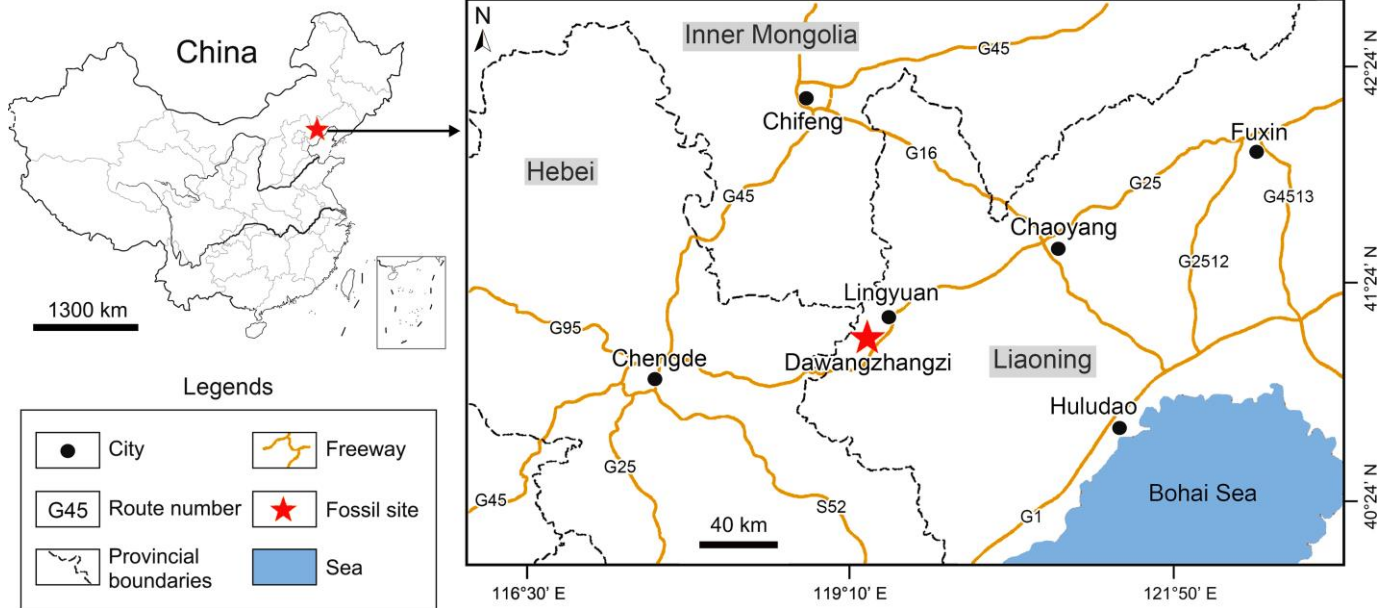 China
1300 km
Legends
City
Freeway
G45
Route number
Fossil site
Provincial
boundaries
Sea
N
Inner Mongolia
G45
42°24′ N
Chifeng
Fuxin
Hebei
G16
G25
G45
G4513
Chaoyang
G2512
Lingyuan
41°24′ N
G95
Chengde
Dawangzhangzi
Liaoning
Huludao
G25
G45
S52
Bohai Sea
40°24′ N
40 km
G1
116°30′ E
119°10′ E
121°50′ E